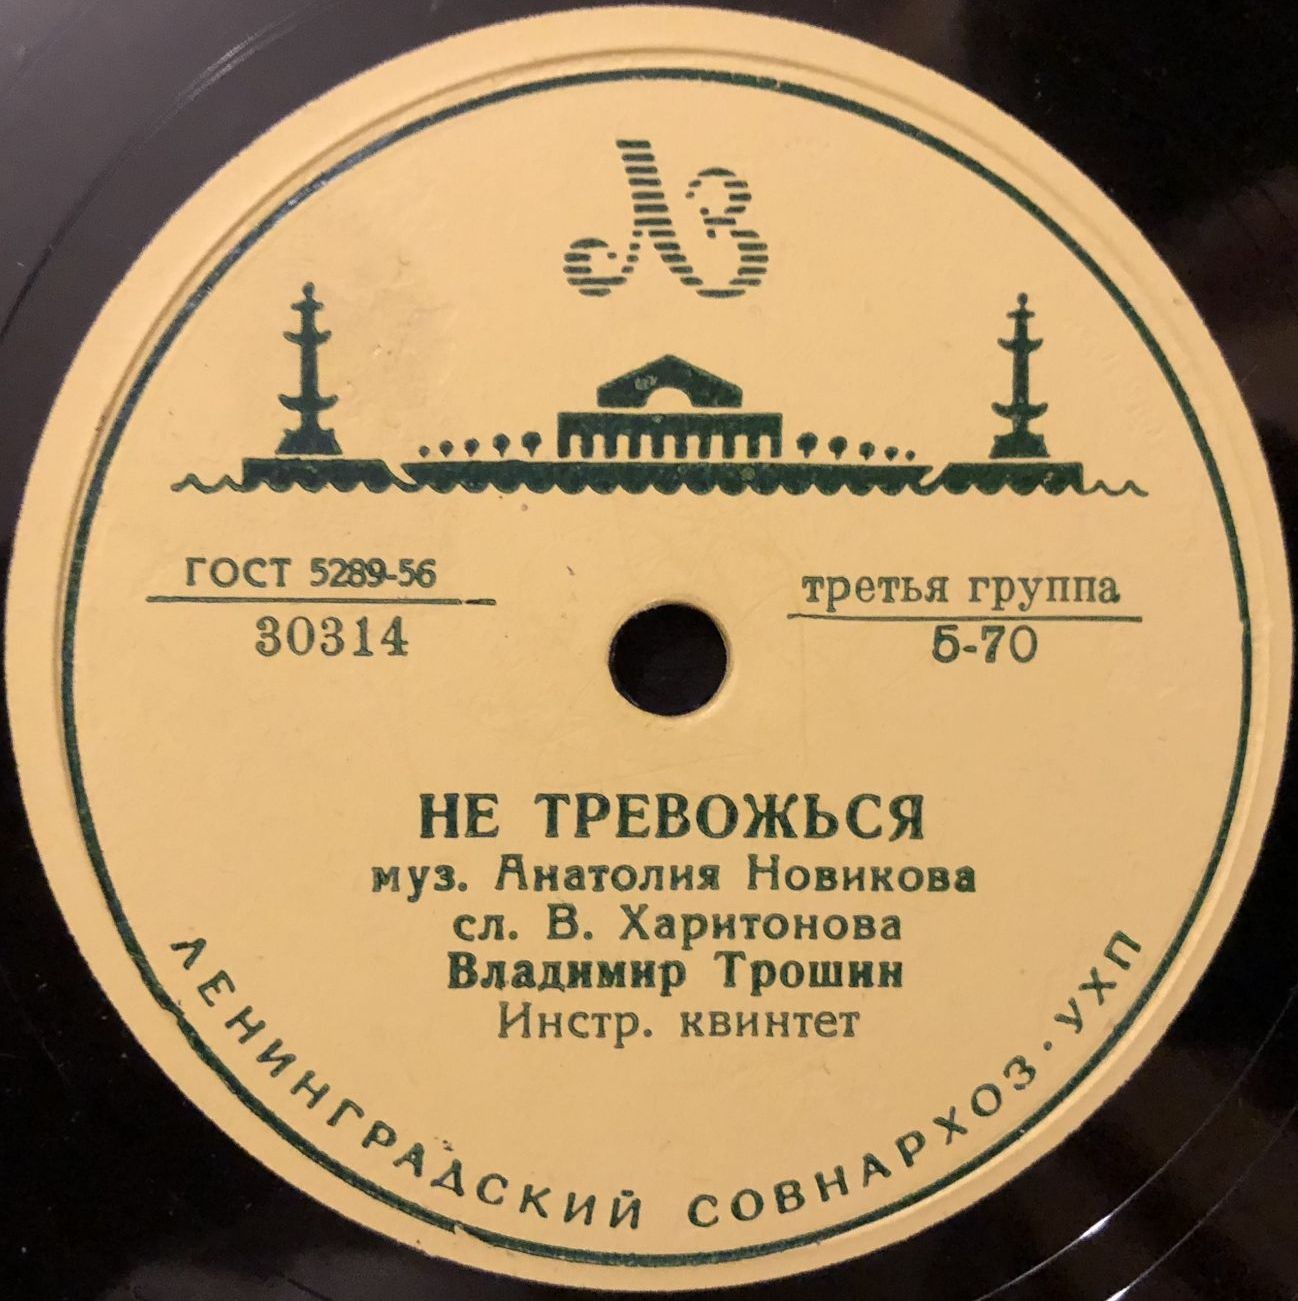 ЛЗ
ГОСТ 5289-56
30314
третья группа
Б-70
НЕ ТРЕВОЖЬСЯ
муз. Анатолия Новикова
сл. В. Харитонова
Владимир Трошин
Инстр. квинтет
ЛЕНИНГРАДСКИЙ СОВНАРХОЗ·УХП